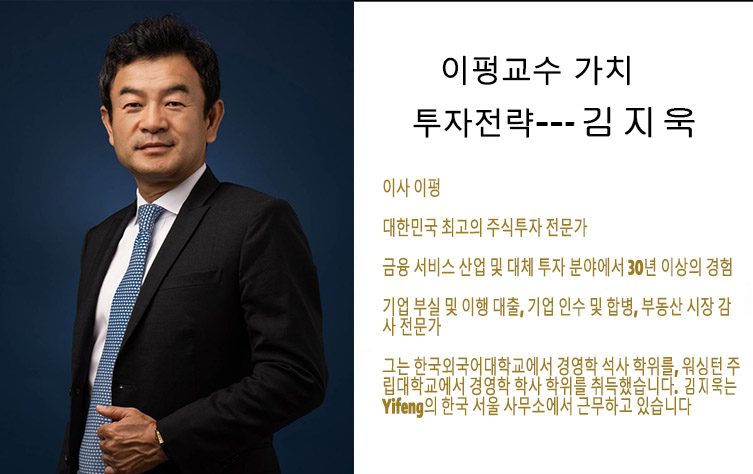 이펑교수 가치
투자전략---김 지 욱
이사 이평
대한민국 최고의 주식투자 전문가
금융 서비스 산업 및 대체 투자 분야에서 30년 이상의 경험
기업 부실 및 이행 대출, 기업 인수 및 합병, 부동산 시장 감
사 전문가
그는 한국외국어대학교에서 경영학 석사 학위를, 워싱턴 주
립대학교에서 경영학 학사 학위를 취득했습니다. 김지욱는
Yifeng의 한국 서울 사무소에서 근무하고 있습니다